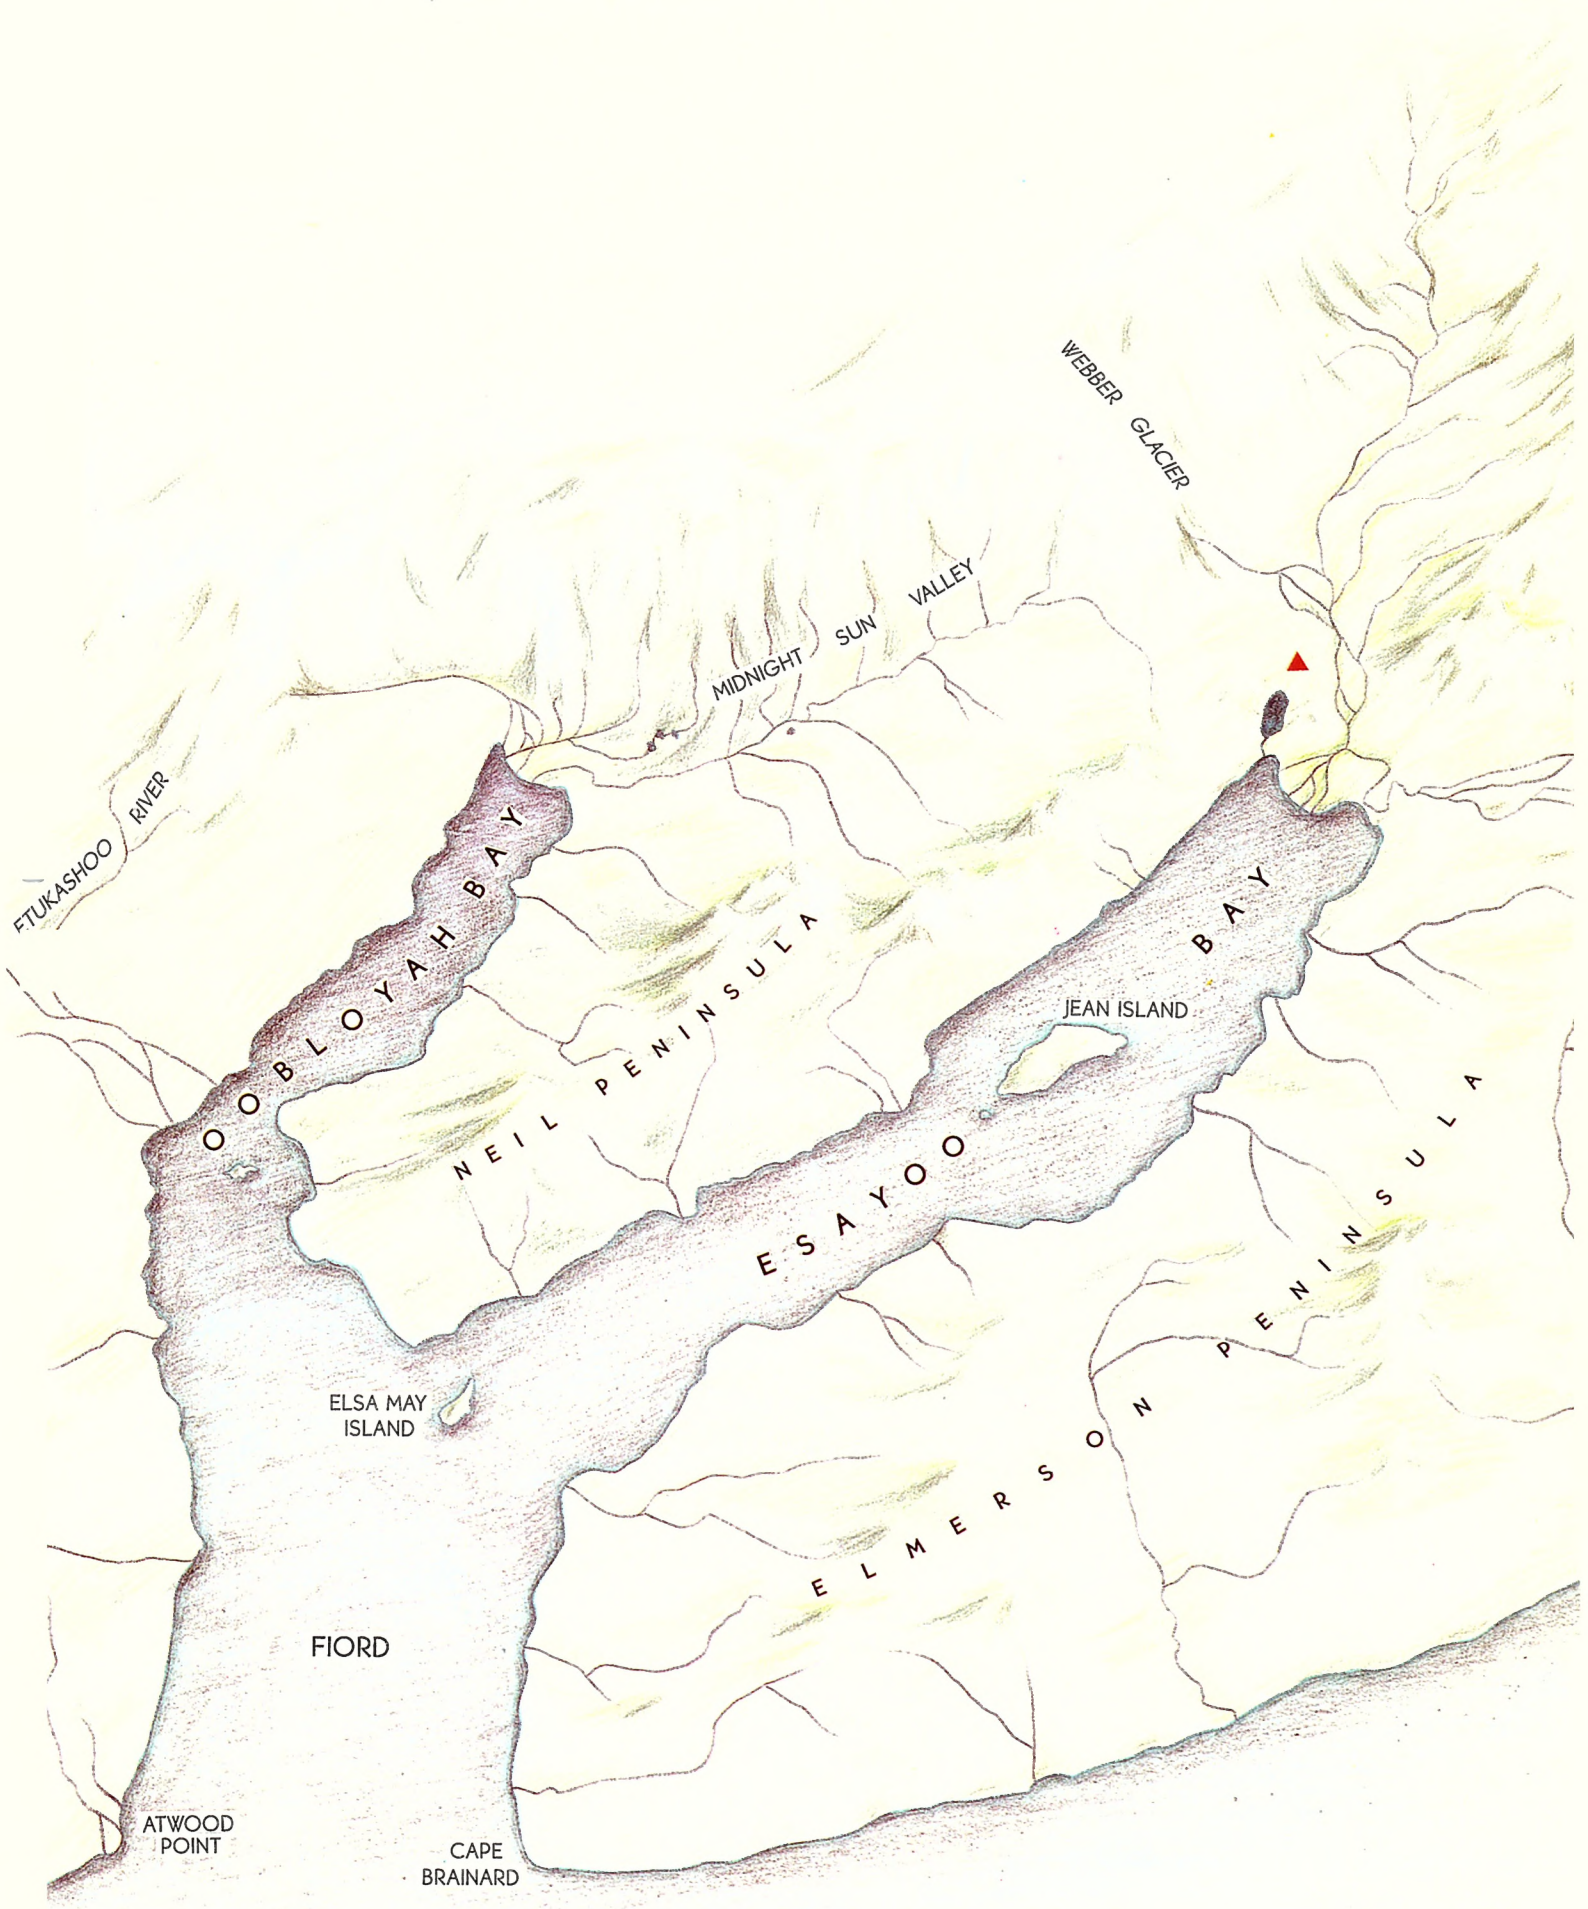 WEBBER GLACIER
MIDNIGHT SUN VALLEY
ETUKASHOO RIVER
OOBLOYAH BAY
NEIL PENINSULA
ESAYOO BAY
JEAN ISLAND
ELSA MAY
ISLAND
ELMERSON PENINSULA
FIORD
ATWOOD
POINT
CAPE
BRAINARD